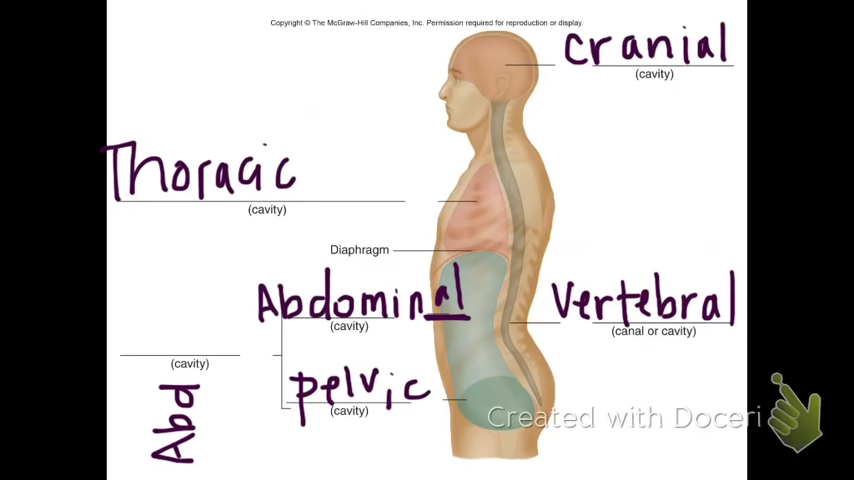 Copyright © The McGraw-Hill Companies, Inc. Permission required for reproduction or display.
cranial
(cavity)
Thoracic
(cavity)
Diaphragm
Abdominal
(cavity)
Vertebral
(canal or cavity)
(cavity)
pelvic
(cavity)
Abd
Created with Doceri